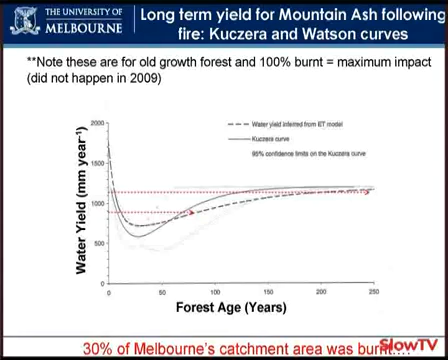 THE UNIVERSITY OF
MELBOURNE
Long term yield for Mountain Ash following
fire: Kuczera and Watson curves
**Note these are for old growth forest and 100% burnt = maximum impact
(did not happen in 2009)
Water yield inferred from ET model
Kuczera curve
95% confidence limits on the Kuczera curve
Water Yield (mm year-1)
2000
1500
1000
500
0
0 50 100 150 200 250
Forest Age (Years)
30% of Melbourne's catchment area was burnt....
SlowTV